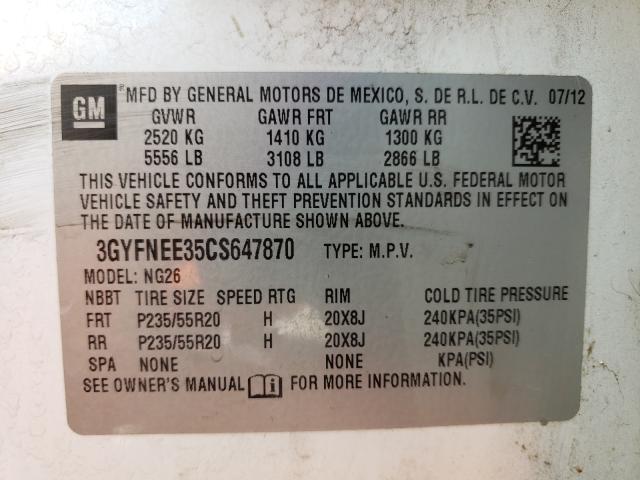 GM ® MFD BY GENERAL MOTORS DE MEXICO, S. DE R.L. DE C.V. 07/12
GVWR GAWR FRT GAWR RR
2520 KG 1410 KG 1300 KG
5556 LB 3108 LB 2866 LB
THIS VEHICLE CONFORMS TO ALL APPLICABLE U.S. FEDERAL MOTOR
VEHICLE SAFETY AND THEFT PREVENTION STANDARDS IN EFFECT ON
THE DATE OF MANUFACTURE SHOWN ABOVE.
3GYFNEE35CS647870 TYPE: M.P.V.
MODEL: NG26
NBBT TIRE SIZE SPEED RTG RIM COLD TIRE PRESSURE
FRT P235/55R20 H 20X8J 240KPA(35PSI)
RR P235/55R20 H 20X8J 240KPA(35PSI)
SPA NONE NONE KPA(PSI)
SEE OWNER'S MANUAL i FOR MORE INFORMATION.